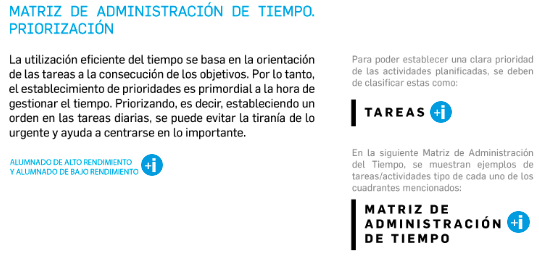 MATRIZ DE ADMINISTRACIÓN DE TIEMPO.
PRIORIZACIÓN
La utilización eficiente del tiempo se basa en la orientación
de las tareas a la consecución de los objetivos. Por lo tanto,
el establecimiento de prioridades es primordial a la hora de
gestionar el tiempo. Priorizando, es decir, estableciendo un
orden en las tareas diarias, se puede evitar la tiranía de lo
urgente y ayuda a centrarse en lo importante.
ALUMNADO DE ALTO RENDIMIENTO
Y ALUMNADO DE BAJO RENDIMIENTO +i
Para poder establecer una clara prioridad
de las actividades planificadas, se deben
de clasificar estas como:
TAREAS +i
En la siguiente Matriz de Administración
del Tiempo, se muestran ejemplos de
tareas/actividades tipo de cada uno de los
cuadrantes mencionados:
MATRIZ DE
ADMINISTRACIÓN +i
DE TIEMPO